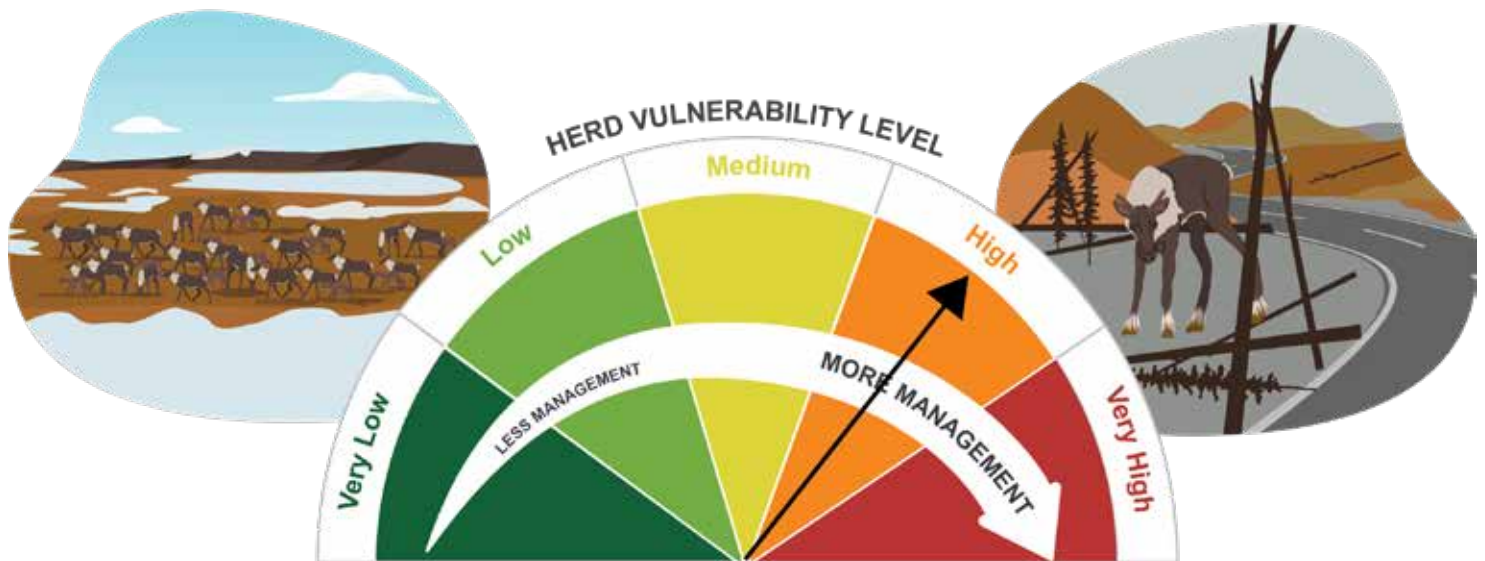 HERD VULNERABILITY LEVEL
Very Low
Low
Medium
High
Very High
LESS MANAGEMENT
MORE MANAGEMENT